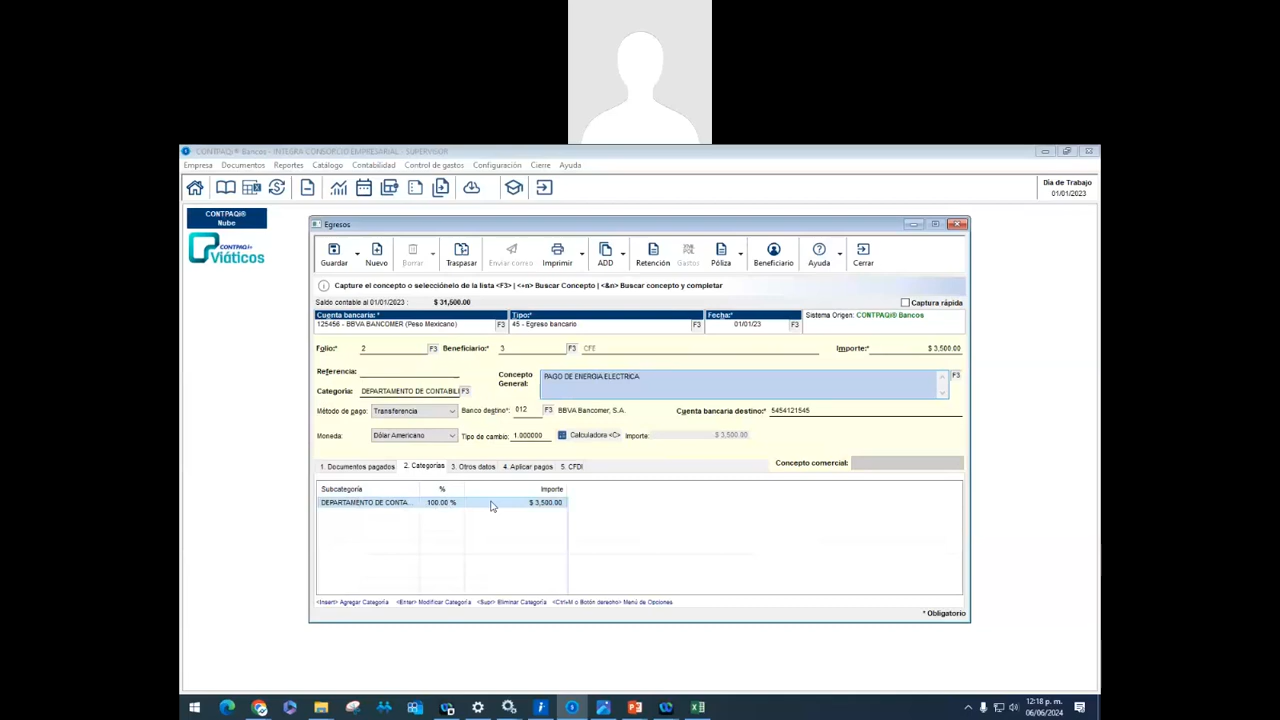 CONTPAQi® Bancos - INTEGRA CONSORCIO EMPRESARIAL - SUPERVISOR
Empresa Documentos Reportes Catálogo Contabilidad Control de gastos Configuración Cierre Ayuda
Día de Trabajo
01/01/2023
CONTPAQi®
Nube
CONTPAQi
Viáticos
Egresos
Guardar Nuevo Borrar Traspasar Enviar correo Imprimir ADD Retención Gastos Póliza Beneficiario Ayuda Cerrar
Capture el concepto o selecciónelo de la lista <F3> | <+n> Buscar Concepto | <&n> Buscar concepto y completar
Saldo contable al 01/01/2023 : $ 31,500.00 Captura rápida
Cuenta bancaria: * Tipo:* Fecha:* Sistema Origen: CONTPAQi® Bancos
125456 - BBVA BANCOMER (Peso Mexicano) F3 45 - Egreso bancario F3 01/01/23 F3
Folio:* 2 F3 Beneficiario:* 3 F3 CFE Importe:* $ 3,500.00
Referencia: Concepto General:* PAGO DE ENERGIA ELECTRICA F3
Categoría: DEPARTAMENTO DE CONTABILI F3
Método de pago: Transferencia Banco destino*: 012 F3 BBVA Bancomer, S.A. Cuenta bancaria destino:* 5454121545
Moneda: Dólar Americano Tipo de cambio: 1.000000 Calculadora <C> Importe: $ 3,500.00
1. Documentos pagados 2. Categorías 3. Otros datos 4. Aplicar pagos 5. CFDI Concepto comercial:
Subcategoría % Importe
DEPARTAMENTO DE CONTA... 100.00 % $ 3,500.00
<Insert> Agregar Categoría <Enter> Modificar Categoría <Supr> Eliminar Categoría <Ctrl+M o Botón derecho> Menú de Opciones
* Obligatorio
12:18 p. m.
06/06/2024